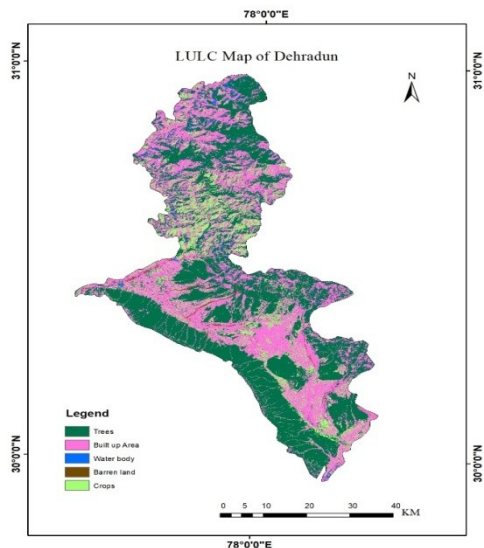 78°0'0"E
LULC Map of Dehradun
31°0'0"N
31°0'0"N
N
Legend
Trees
Built up Area
Water body
Barren land
Crops
30°0'0"N
30°0'0"N
0 5 10 20 30 40
KM
78°0'0"E